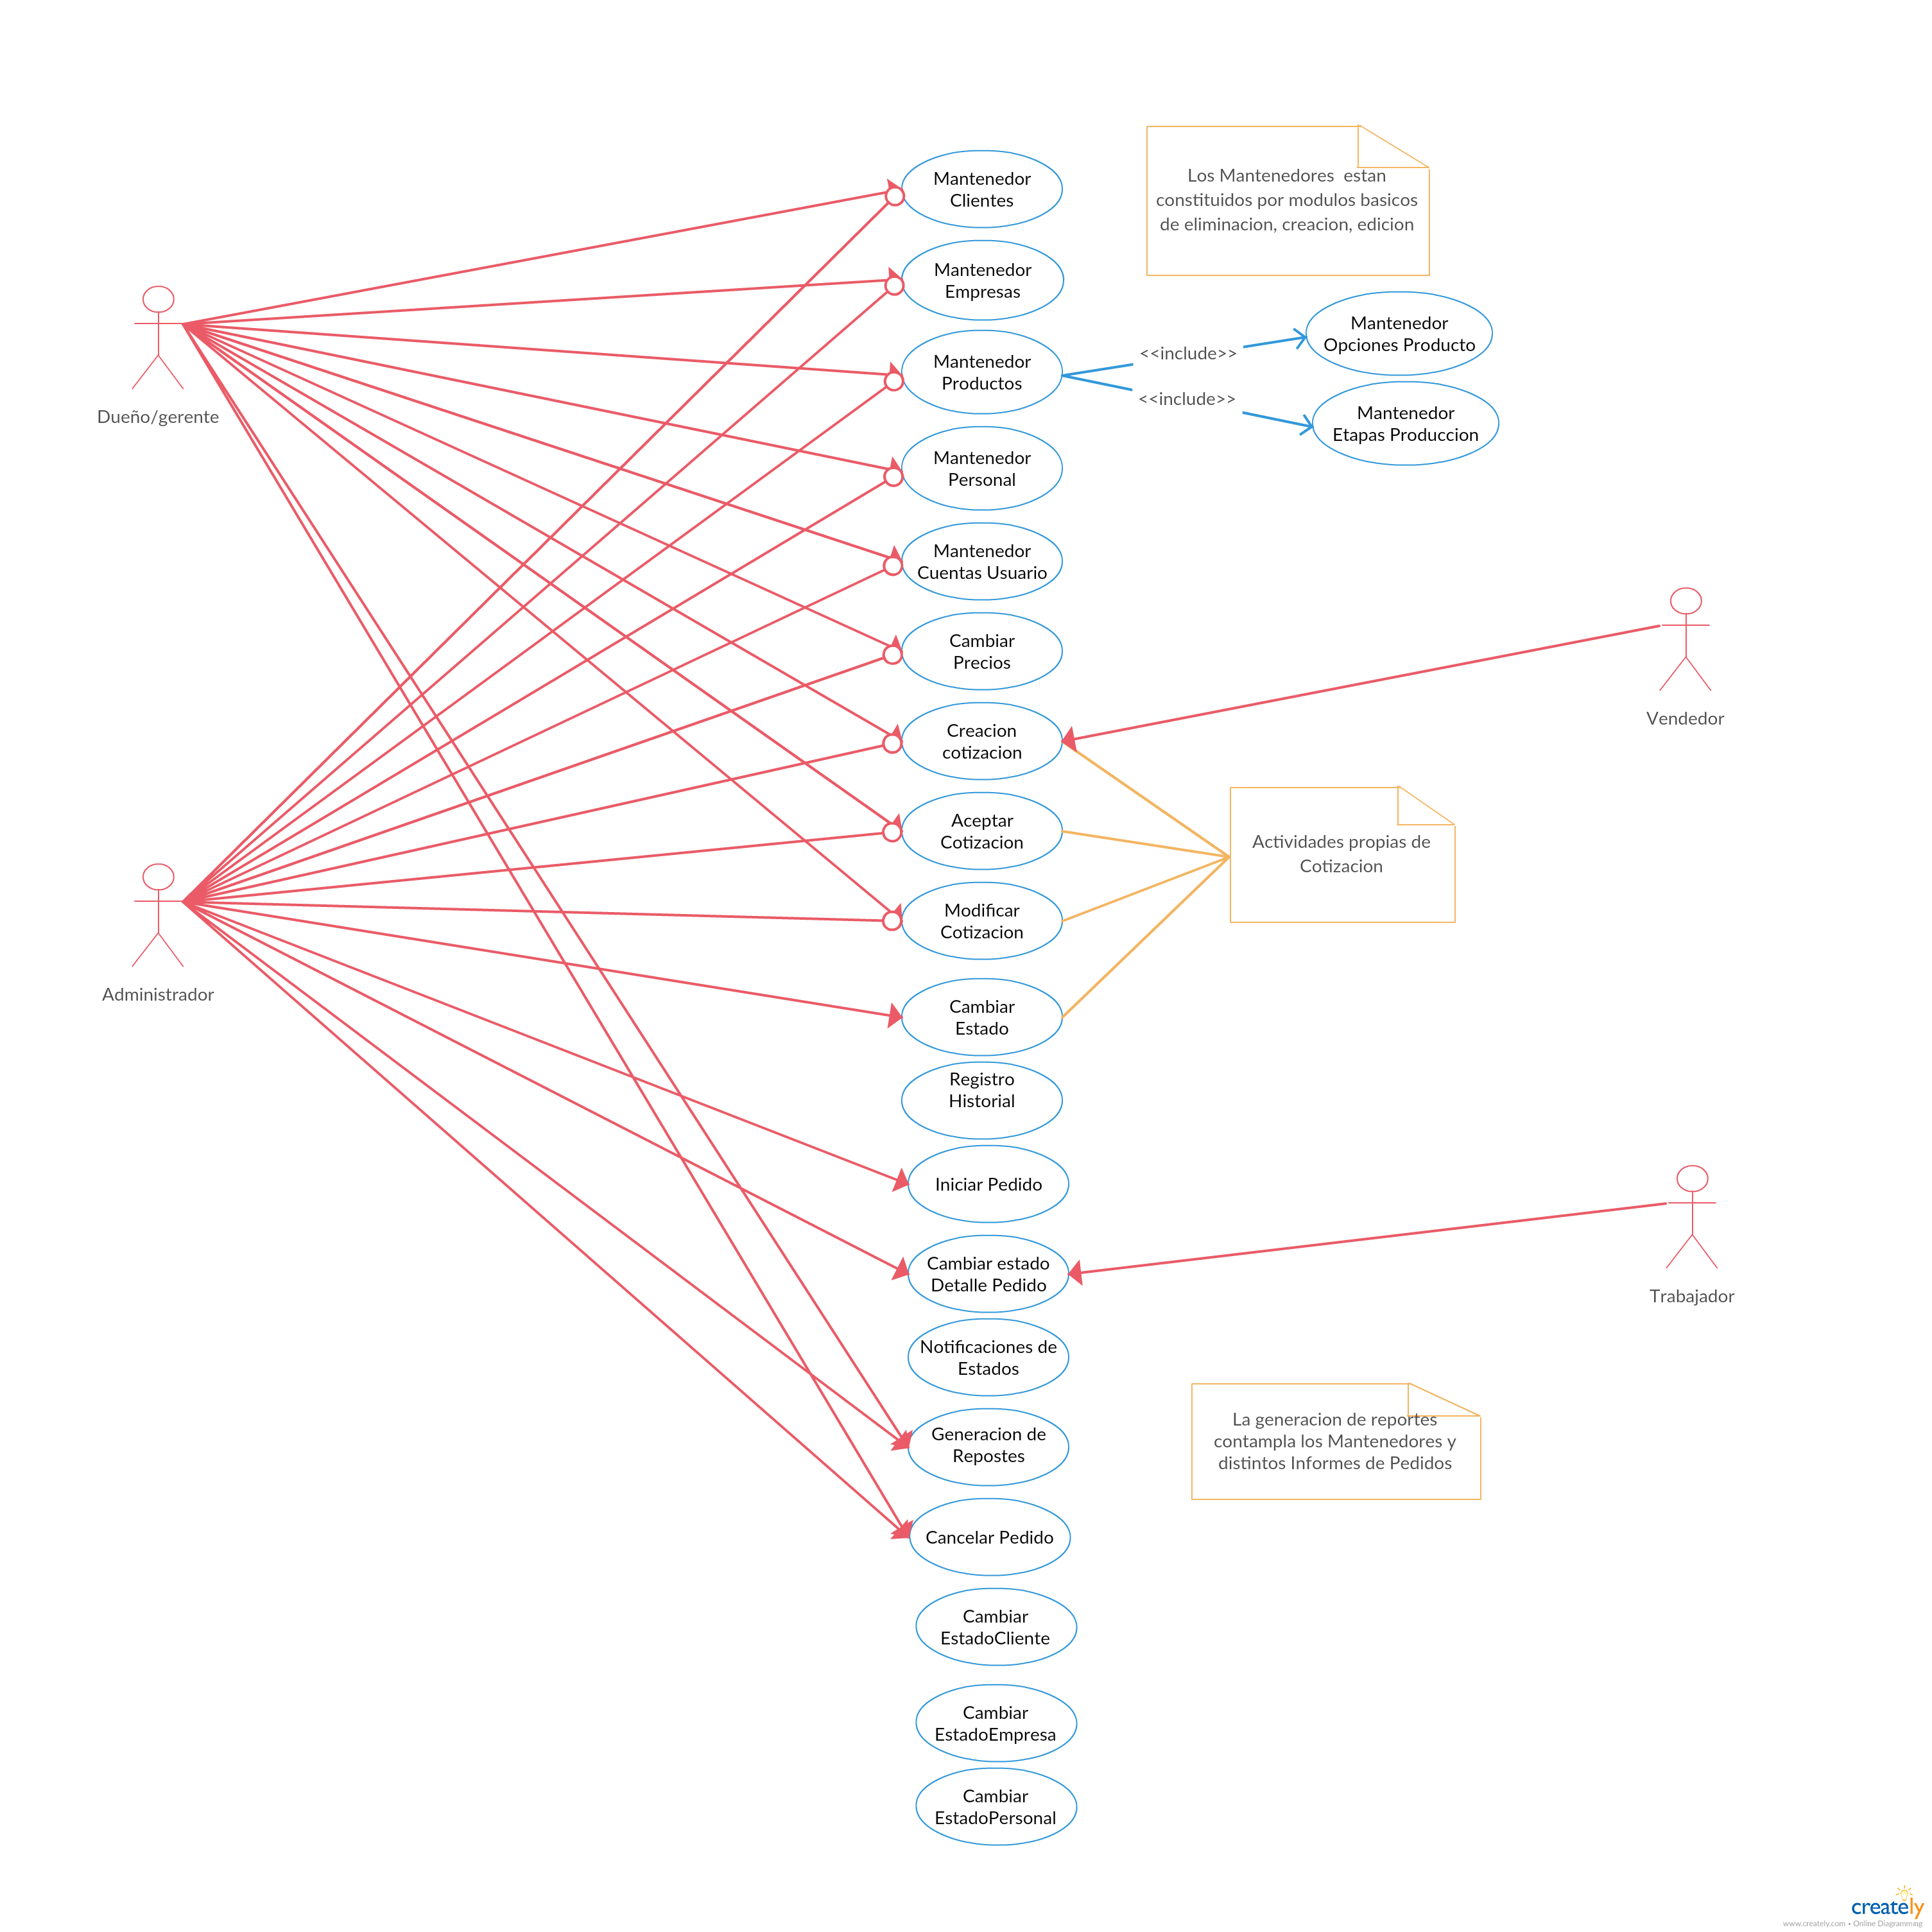 Mantenedor
Clientes
Los Mantenedores  estan
constituidos por modulos basicos
de eliminacion, creacion, edicion
Mantenedor
Empresas
Dueño/gerente
Mantenedor
Productos
<<include>>
<<include>>
Mantenedor
Opciones Producto
Mantenedor
Etapas Produccion
Mantenedor
Personal
Mantenedor
Cuentas Usuario
Cambiar
Precios
Vendedor
Creacion
cotizacion
Aceptar
Cotizacion
Actividades propias de
Cotizacion
Modificar
Cotizacion
Administrador
Cambiar
Estado
Registro
Historial
Iniciar Pedido
Cambiar estado
Detalle Pedido
Trabajador
Notificaciones de
Estados
Generacion de
Repostes
La generacion de reportes
contampla los Mantenedores y
distintos Informes de Pedidos
Cancelar Pedido
Cambiar
EstadoCliente
Cambiar
EstadoEmpresa
Cambiar
EstadoPersonal
creately
www.creately.com • Online Diagramming